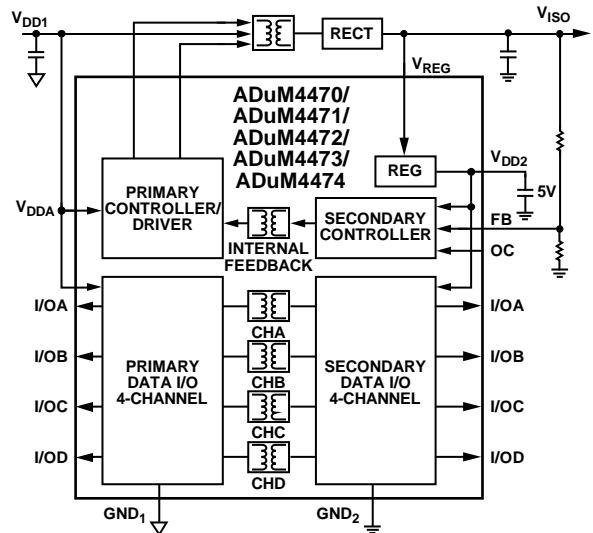 VDD1
RECT
VISO
VREG
ADuM4470/
ADuM4471/
ADuM4472/
ADuM4473/
ADuM4474
REG
VDD2
5V
VDDA
PRIMARY
CONTROLLER/
DRIVER
INTERNAL
FEEDBACK
SECONDARY
CONTROLLER
FB
OC
I/OA
I/OB
I/OC
I/OD
PRIMARY
DATA I/O
4-CHANNEL
CHA
CHB
CHC
CHD
SECONDARY
DATA I/O
4-CHANNEL
I/OA
I/OB
I/OC
I/OD
GND1
GND2